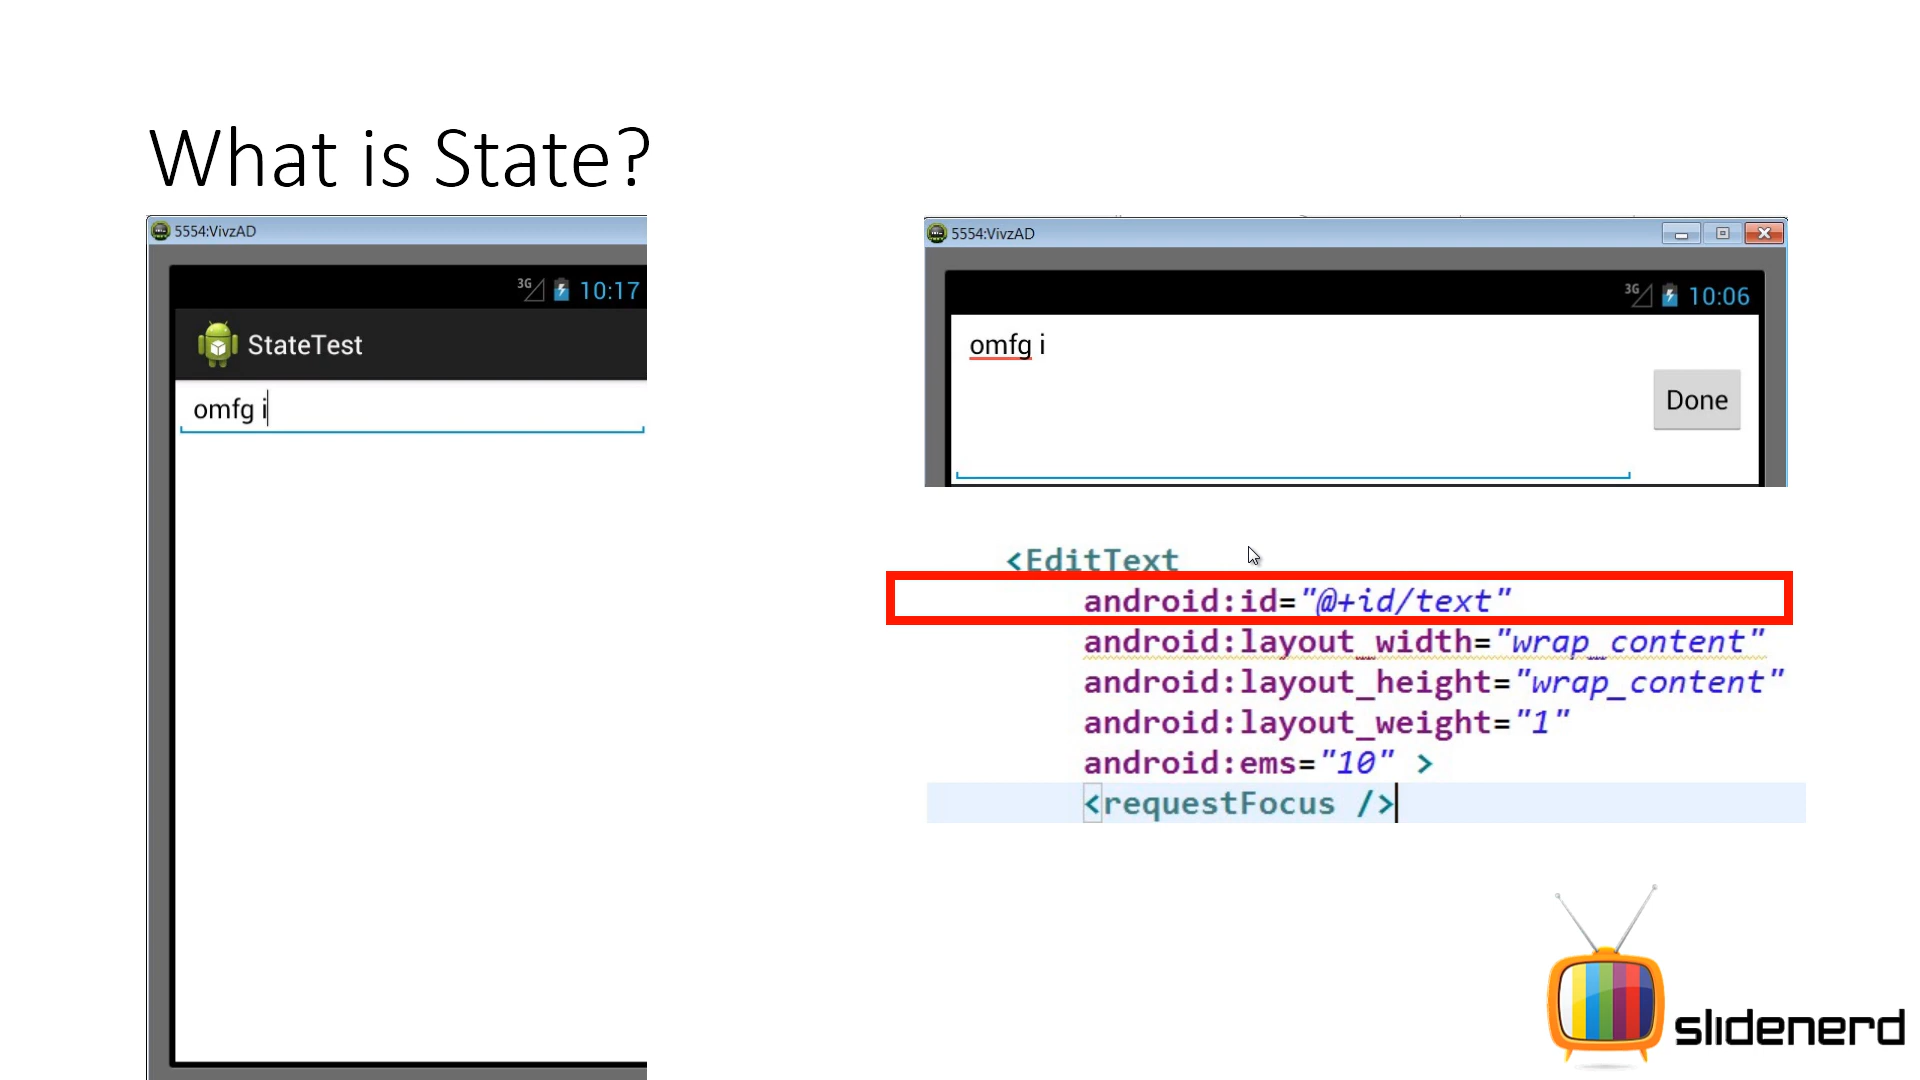 What is State?
5554:VivzAD
3G 10:17
StateTest
omfg i
5554:VivzAD
3G 10:06
omfg i
Done
<EditText
android:id="@+id/text"
android:layout_width="wrap_content"
android:layout_height="wrap_content"
android:layout_weight="1"
android:ems="10" >
<requestFocus />
slidenerd